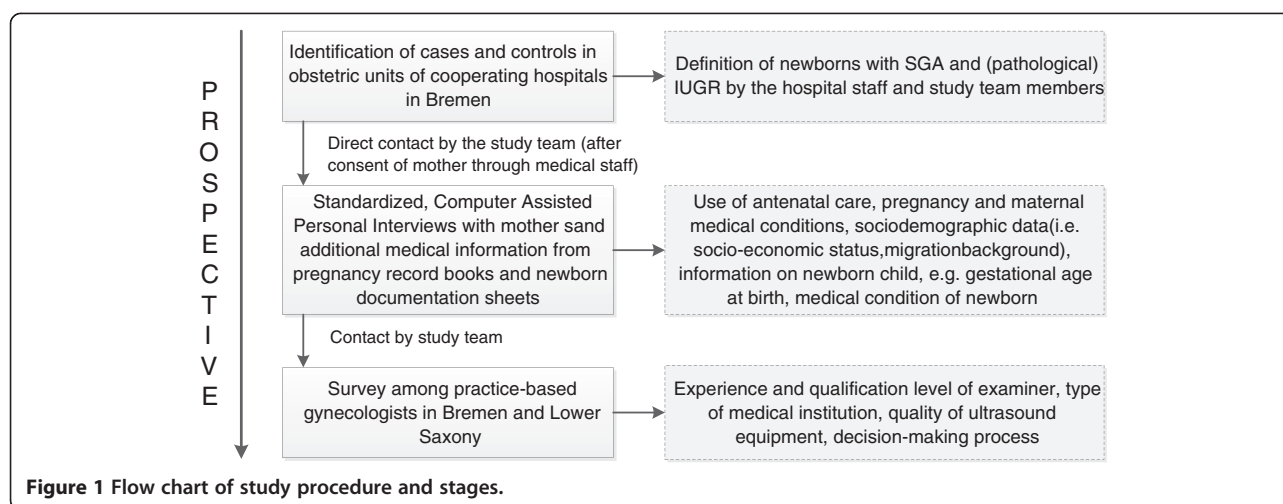 P
R
O
S
P
E
C
T
I
V
E
Identification of cases and controls in
obstetric units of cooperating hospitals
in Bremen
Definition of newborns with SGA and (pathological)
IUGR by the hospital staff and study team members
Direct contact by the study team (after
consent of mother through medical staff)
Standardized, Computer Assisted
Personal Interviews with mother sand
additional medical information from
pregnancy record books and newborn
documentation sheets
Use of antenatal care, pregnancy and maternal
medical conditions, sociodemographic data(i.e.
socio-economic status,migrationbackground),
information on newborn child, e.g. gestational age
at birth, medical condition of newborn
Contact by study team
Survey among practice-based
gynecologists in Bremen and Lower
Saxony
Experience and qualification level of examiner, type
of medical institution, quality of ultrasound
equipment, decision-making process
Figure 1 Flow chart of study procedure and stages.